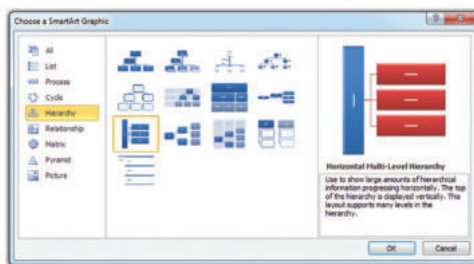 Choose a SmartArt Graphic
All
List
Process
Cycle
Hierarchy
Relationship
Matrix
Pyramid
Picture
Horizontal Multi-Level Hierarchy
Use to show large amounts of hierarchical
information progressing horizontally. The top
of the hierarchy is displayed vertically. This
layout supports many levels in the
hierarchy.
OK
Cancel